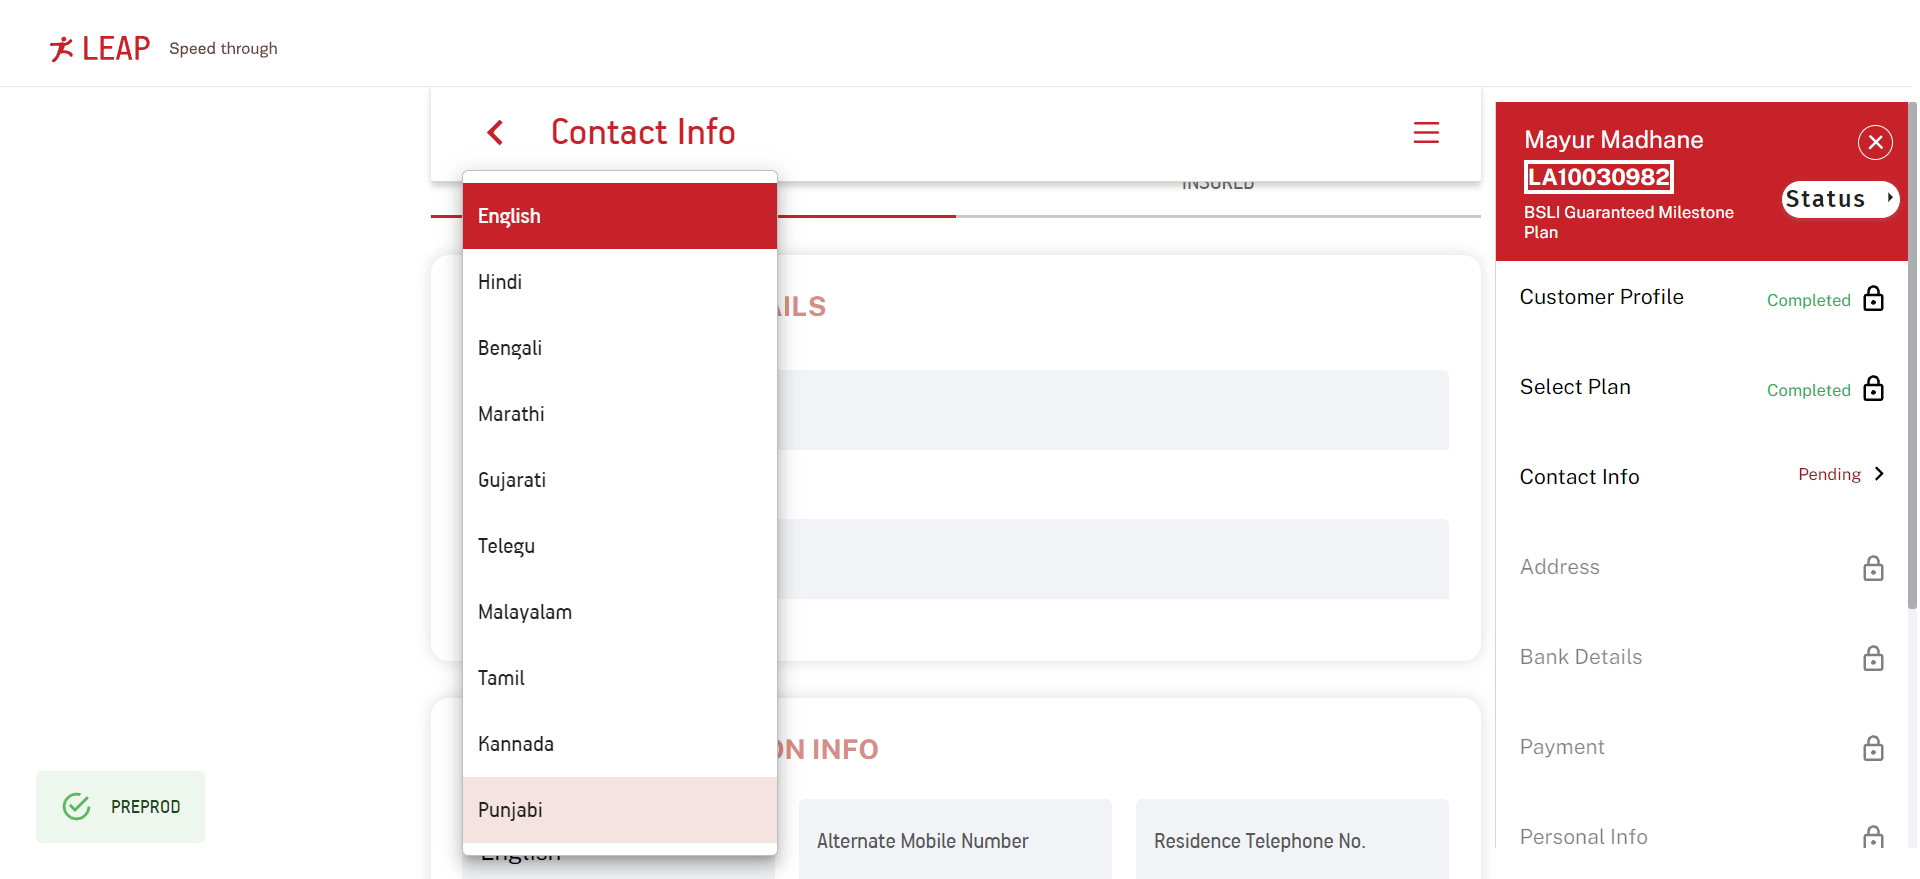 LEAP Speed through
Contact Info
INSURED
English
Hindi
Bengali
Marathi
Gujarati
Telegu
Malayalam
Tamil
Kannada
Punjabi
English
AILS
ON INFO
Alternate Mobile Number
Residence Telephone No.
Mayur Madhane
LA10030982
Status
BSLI Guaranteed Milestone
Plan
Customer Profile Completed
Select Plan Completed
Contact Info Pending
Address
Bank Details
Payment
Personal Info
PREPROD